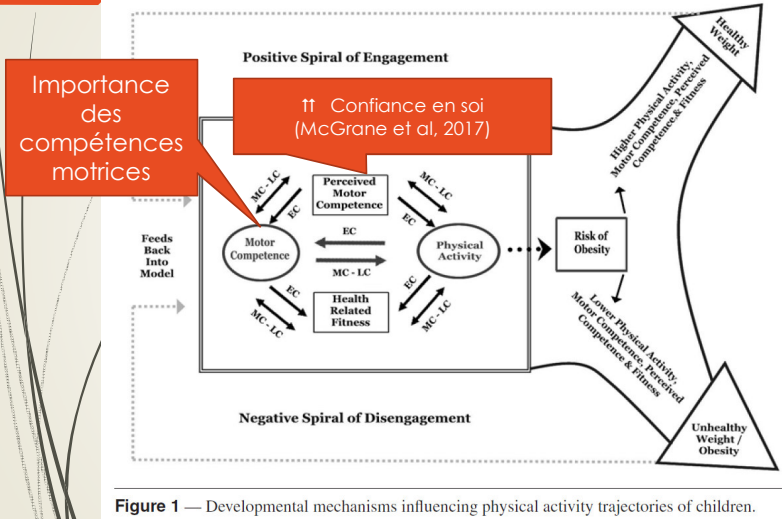 Positive Spiral of Engagement
Healthy
Weight
Importance
des
compétences
motrices
⇈ Confiance en soi
(McGrane et al, 2017)
Higher Physical Activity,
Motor Competence, Perceived
Competence & Fitness
MC - LC
EC
Perceived
Motor
Competence
MC - LC
EC
Feeds
Back
Into
Model
Motor
Competence
EC
MC - LC
Physical
Activity
Risk of
Obesity
EC
MC - LC
Health
Related
Fitness
EC
MC - LC
Lower Physical Activity,
Motor Competence, Perceived
Competence & Fitness
Negative Spiral of Disengagement
Unhealthy
Weight /
Obesity
Figure 1 — Developmental mechanisms influencing physical activity trajectories of children.